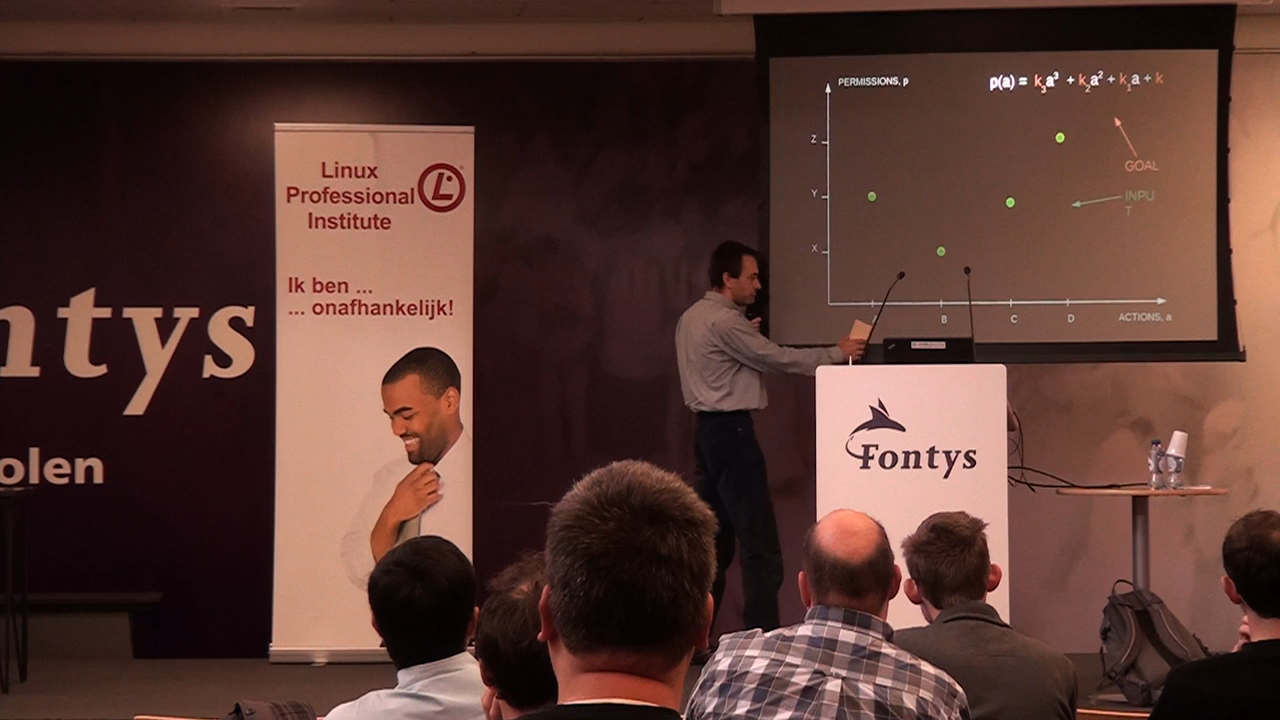 ntys
olen
Linux
Professional
Institute
Ik ben ...
... onafhankelijk!
PERMISSIONS, p
p(a) = k₃a³ + k₂a² + k₁a + k
Z
Y
X
GOAL
INPU
T
B
C
D
ACTIONS, a
Fontys